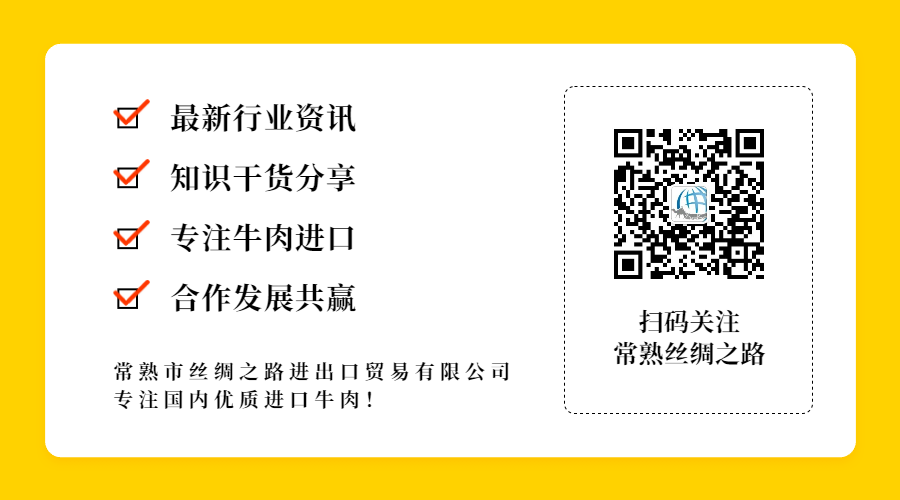 最新行业资讯
知识干货分享
专注牛肉进口
合作发展共赢
常熟市丝绸之路进出口贸易有限公司
专注国内优质进口牛肉！
扫码关注
常熟丝绸之路